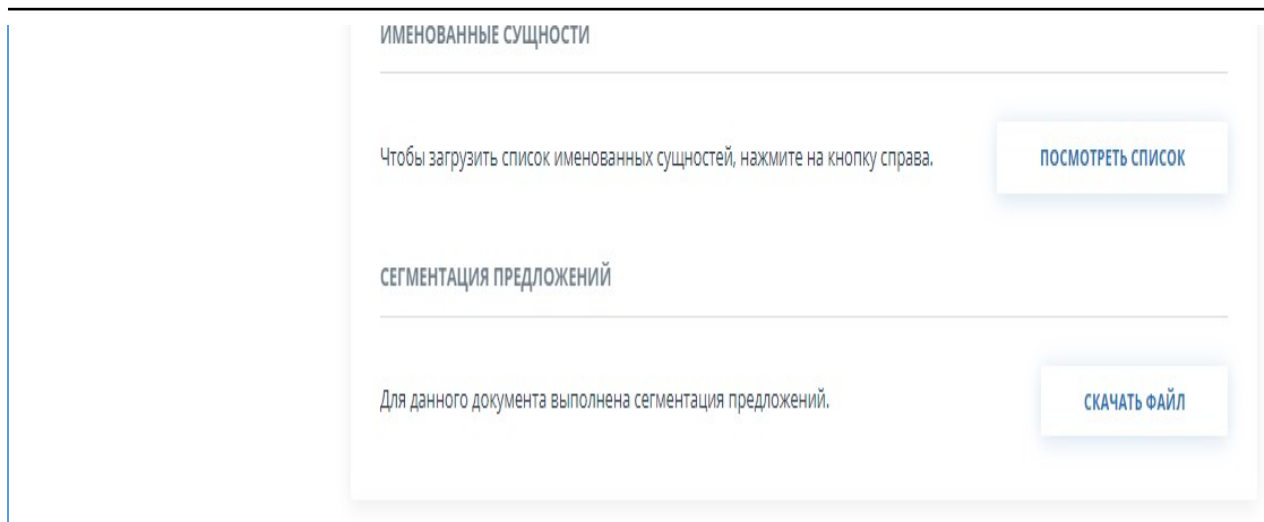 ИМЕНОВАННЫЕ СУЩНОСТИ
Чтобы загрузить список именованных сущностей, нажмите на кнопку справа.
ПОСМОТРЕТЬ СПИСОК
СЕГМЕНТАЦИЯ ПРЕДЛОЖЕНИЙ
Для данного документа выполнена сегментация предложений.
СКАЧАТЬ ФАЙЛ